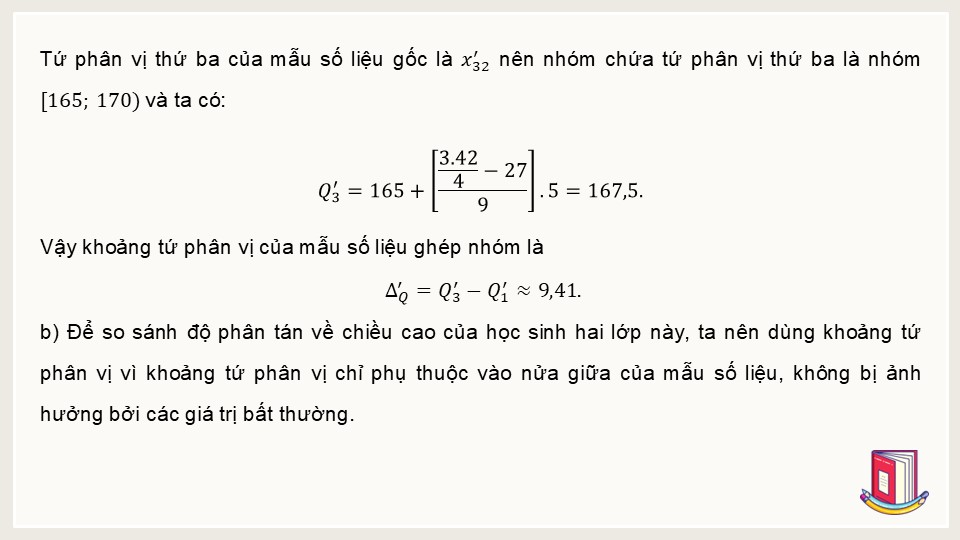 Tứ phân vị thứ ba của mẫu số liệu gốc là 𝑥′₃₂ nên nhóm chứa tứ phân vị thứ ba là nhóm
[165; 170) và ta có:
𝑄′₃ = 165 + [(3.42/4 − 27)/9] . 5 = 167,5.
Vậy khoảng tứ phân vị của mẫu số liệu ghép nhóm là
Δ′_𝑄 = 𝑄′₃ − 𝑄′₁ ≈ 9,41.
b) Để so sánh độ phân tán về chiều cao của học sinh hai lớp này, ta nên dùng khoảng tứ
phân vị vì khoảng tứ phân vị chỉ phụ thuộc vào nửa giữa của mẫu số liệu, không bị ảnh
hưởng bởi các giá trị bất thường.